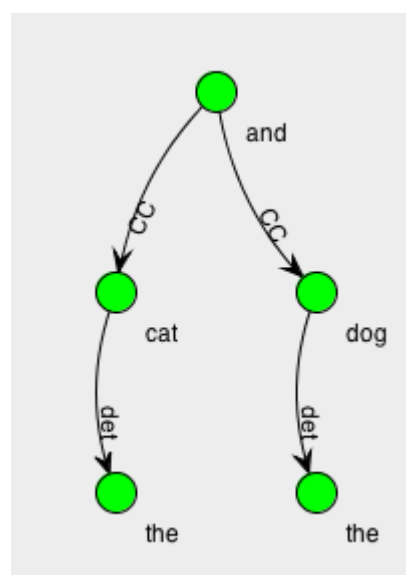 and
CC CC
cat dog
det det
the the